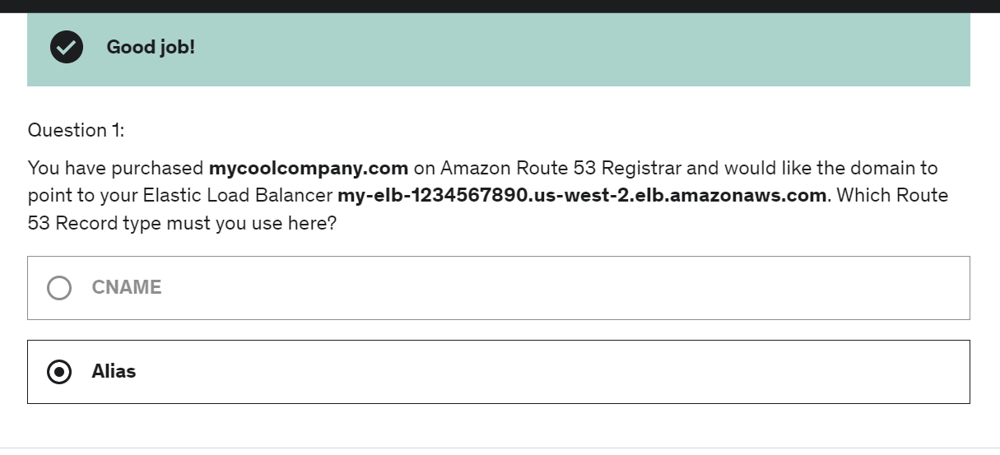 Good job!
Question 1:
You have purchased mycoolcompany.com on Amazon Route 53 Registrar and would like the domain to
point to your Elastic Load Balancer my-elb-1234567890.us-west-2.elb.amazonaws.com. Which Route
53 Record type must you use here?
CNAME
Alias